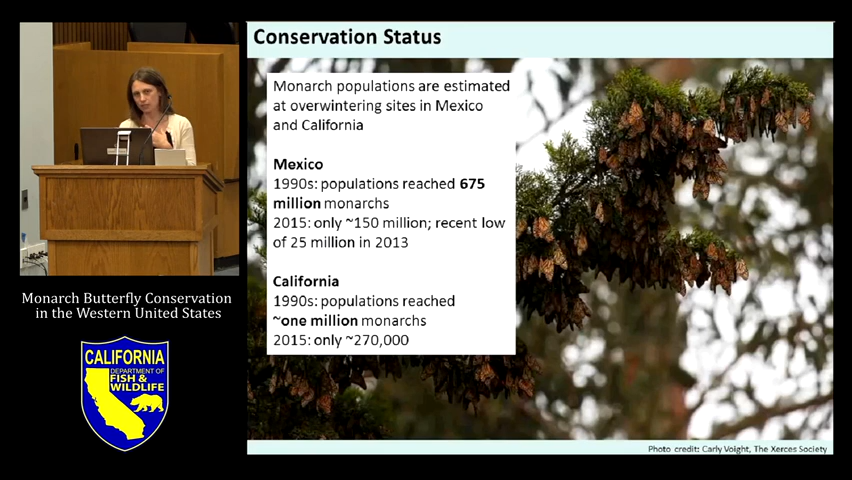 Conservation Status
Monarch populations are estimated
at overwintering sites in Mexico
and California
Mexico
1990s: populations reached 675
million monarchs
2015: only ~150 million; recent low
of 25 million in 2013
California
1990s: populations reached
~one million monarchs
2015: only ~270,000
Photo credit: Carly Voight, The Xerces Society
Monarch Butterfly Conservation
in the Western United States
CALIFORNIA
DEPARTMENT OF
FISH &
WILDLIFE